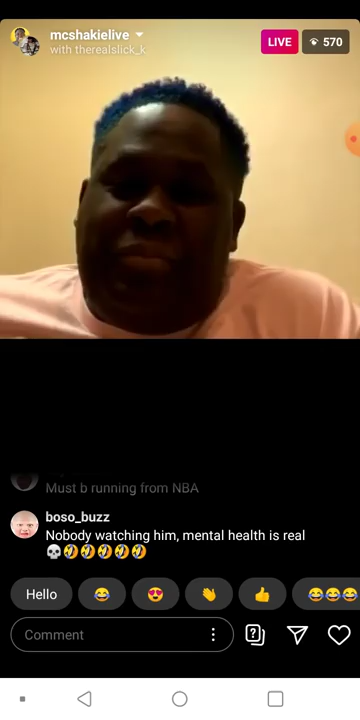 mcshakielive
with therealslick_k
LIVE
570
Must b running from NBA
boso_buzz
Nobody watching him, mental health is real
💀🤣🤣🤣🤣🤣
Hello
😂
😍
👏
👍
😂😂😂
Comment